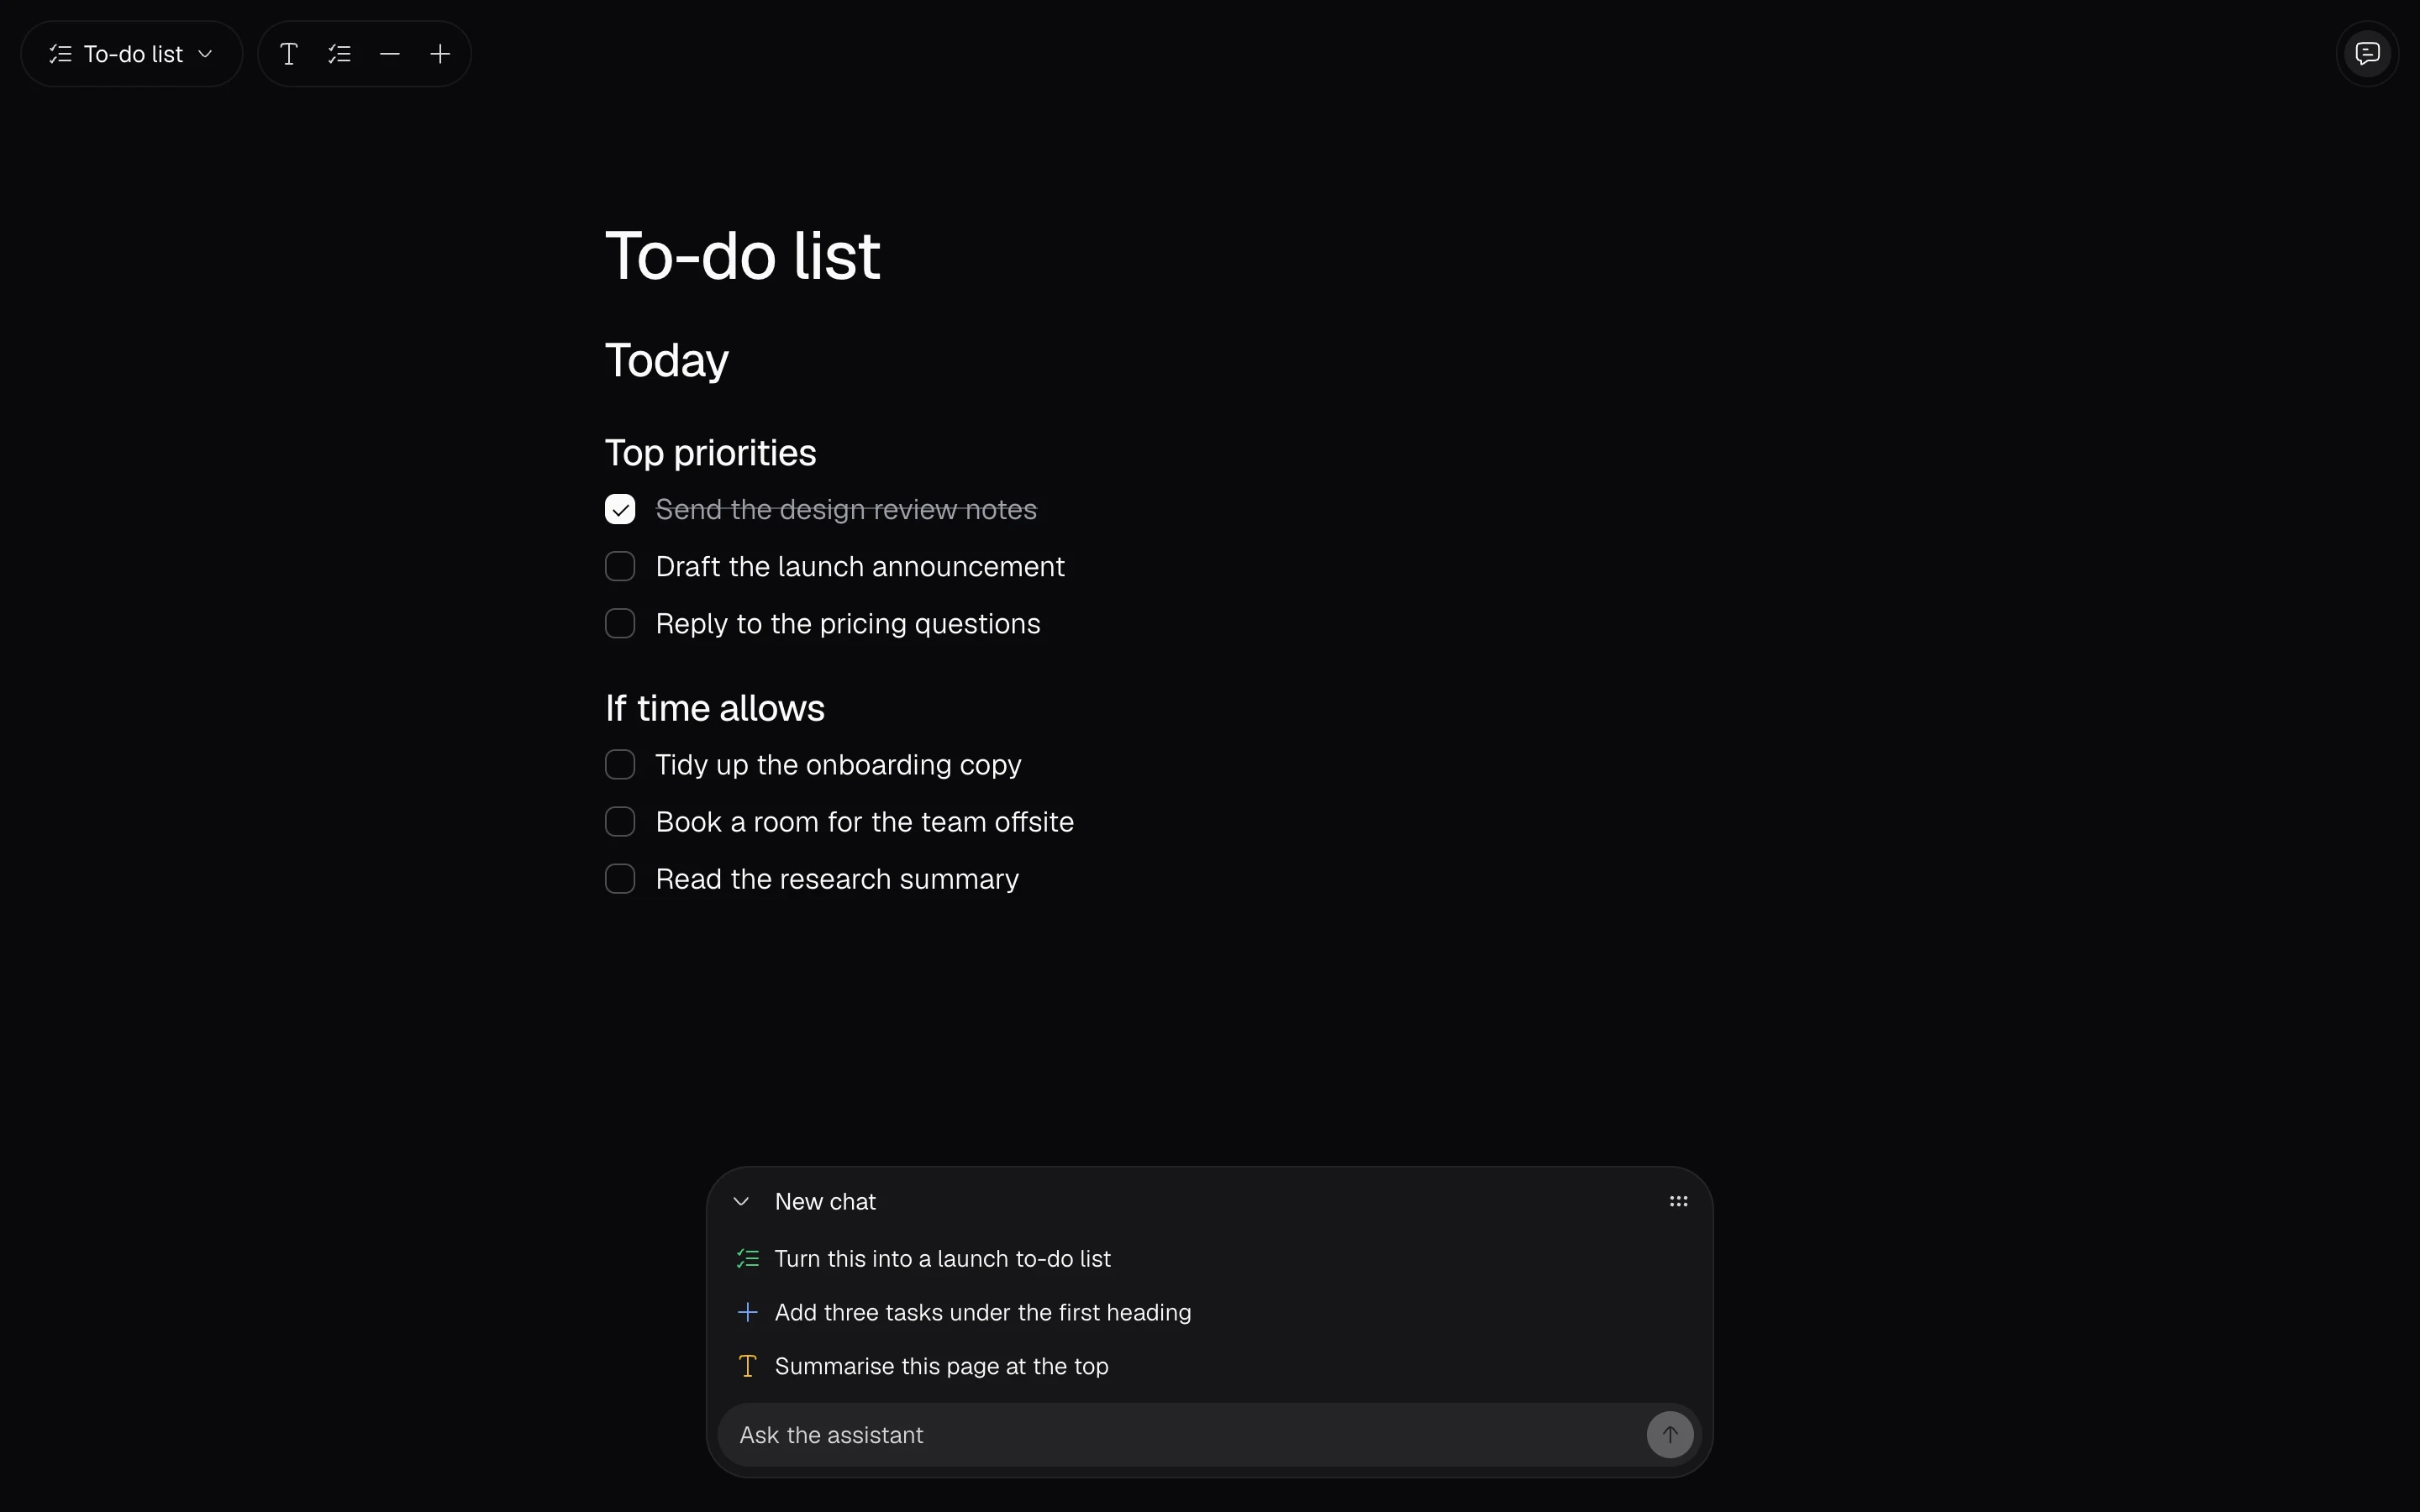 To-do list
To-do list
Today
Top priorities
Send the design review notes
Draft the launch announcement
Reply to the pricing questions
If time allows
Tidy up the onboarding copy
Book a room for the team offsite
Read the research summary
New chat
Turn this into a launch to-do list
Add three tasks under the first heading
Summarise this page at the top
Ask the assistant